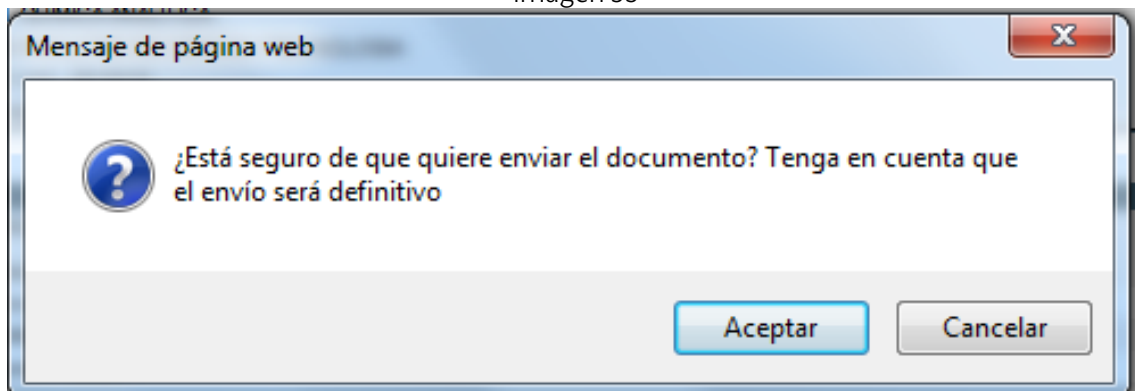 Mensaje de página web
x
¿Está seguro de que quiere enviar el documento? Tenga en cuenta que
el envío será definitivo
Aceptar
Cancelar